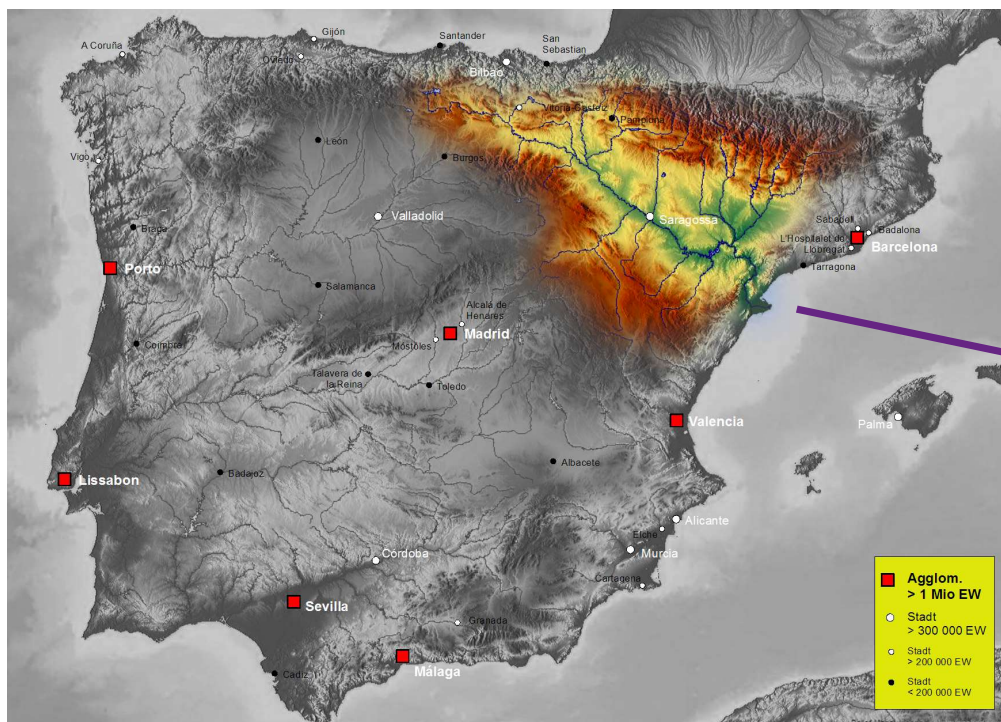 Gijón
A Coruña
Oviedo
Santander
San
Sebastian
Bilbao
Vitoria-Gasteiz
Pamplona
León
Vigo
Burgos
Valladolid
Saragossa
Braga
Sabadell
Badalona
L'Hospitalet de
Llobregat
Barcelona
Tarragona
Porto
Salamanca
Alcalá de
Henares
Madrid
Móstoles
Coimbra
Talavera de
la Reina
Toledo
Valencia
Palma
Lissabon
Badajoz
Albacete
Alicante
Elche
Murcia
Córdoba
Cartagena
Sevilla
Granada
Málaga
Cadiz
Agglom.
> 1 Mio EW
Stadt
> 300 000 EW
Stadt
> 200 000 EW
Stadt
< 200 000 EW